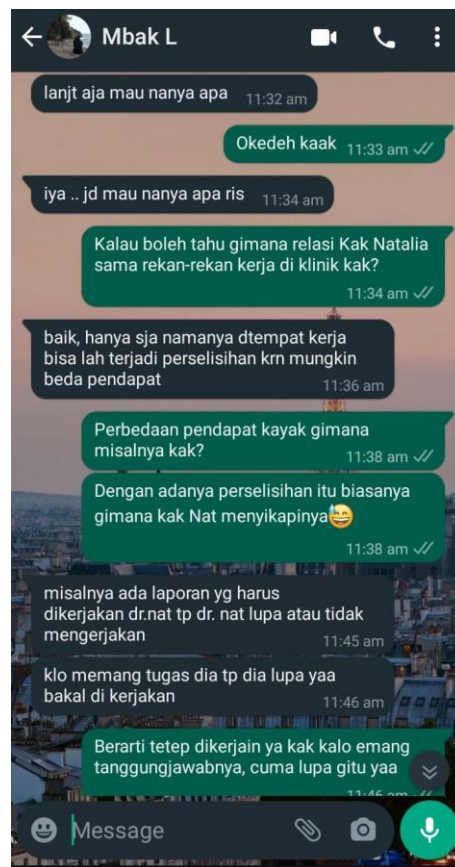 Mbak L
lanjt aja mau nanya apa 11:32 am
Okedeh kaak 11:33 am
iya .. jd mau nanya apa ris 11:34 am
Kalau boleh tahu gimana relasi Kak Natalia
sama rekan-rekan kerja di klinik kak?
11:34 am
baik, hanya sja namanya dtempat kerja
bisa lah terjadi perselisihan krn mungkin
beda pendapat
11:36 am
Perbedaan pendapat kayak gimana
misalnya kak?
11:38 am
Dengan adanya perselisihan itu biasanya
gimana kak Nat menyikapinya😅
11:38 am
misalnya ada laporan yg harus
dikerjakan dr.nat tp dr. nat lupa atau tidak
mengerjakan
11:45 am
klo memang tugas dia tp dia lupa yaa
bakal di kerjakan
11:46 am
Berarti tetep dikerjain ya kak kalo emang
tanggungjawabnya, cuma lupa gitu yaa
11:46 am
Message